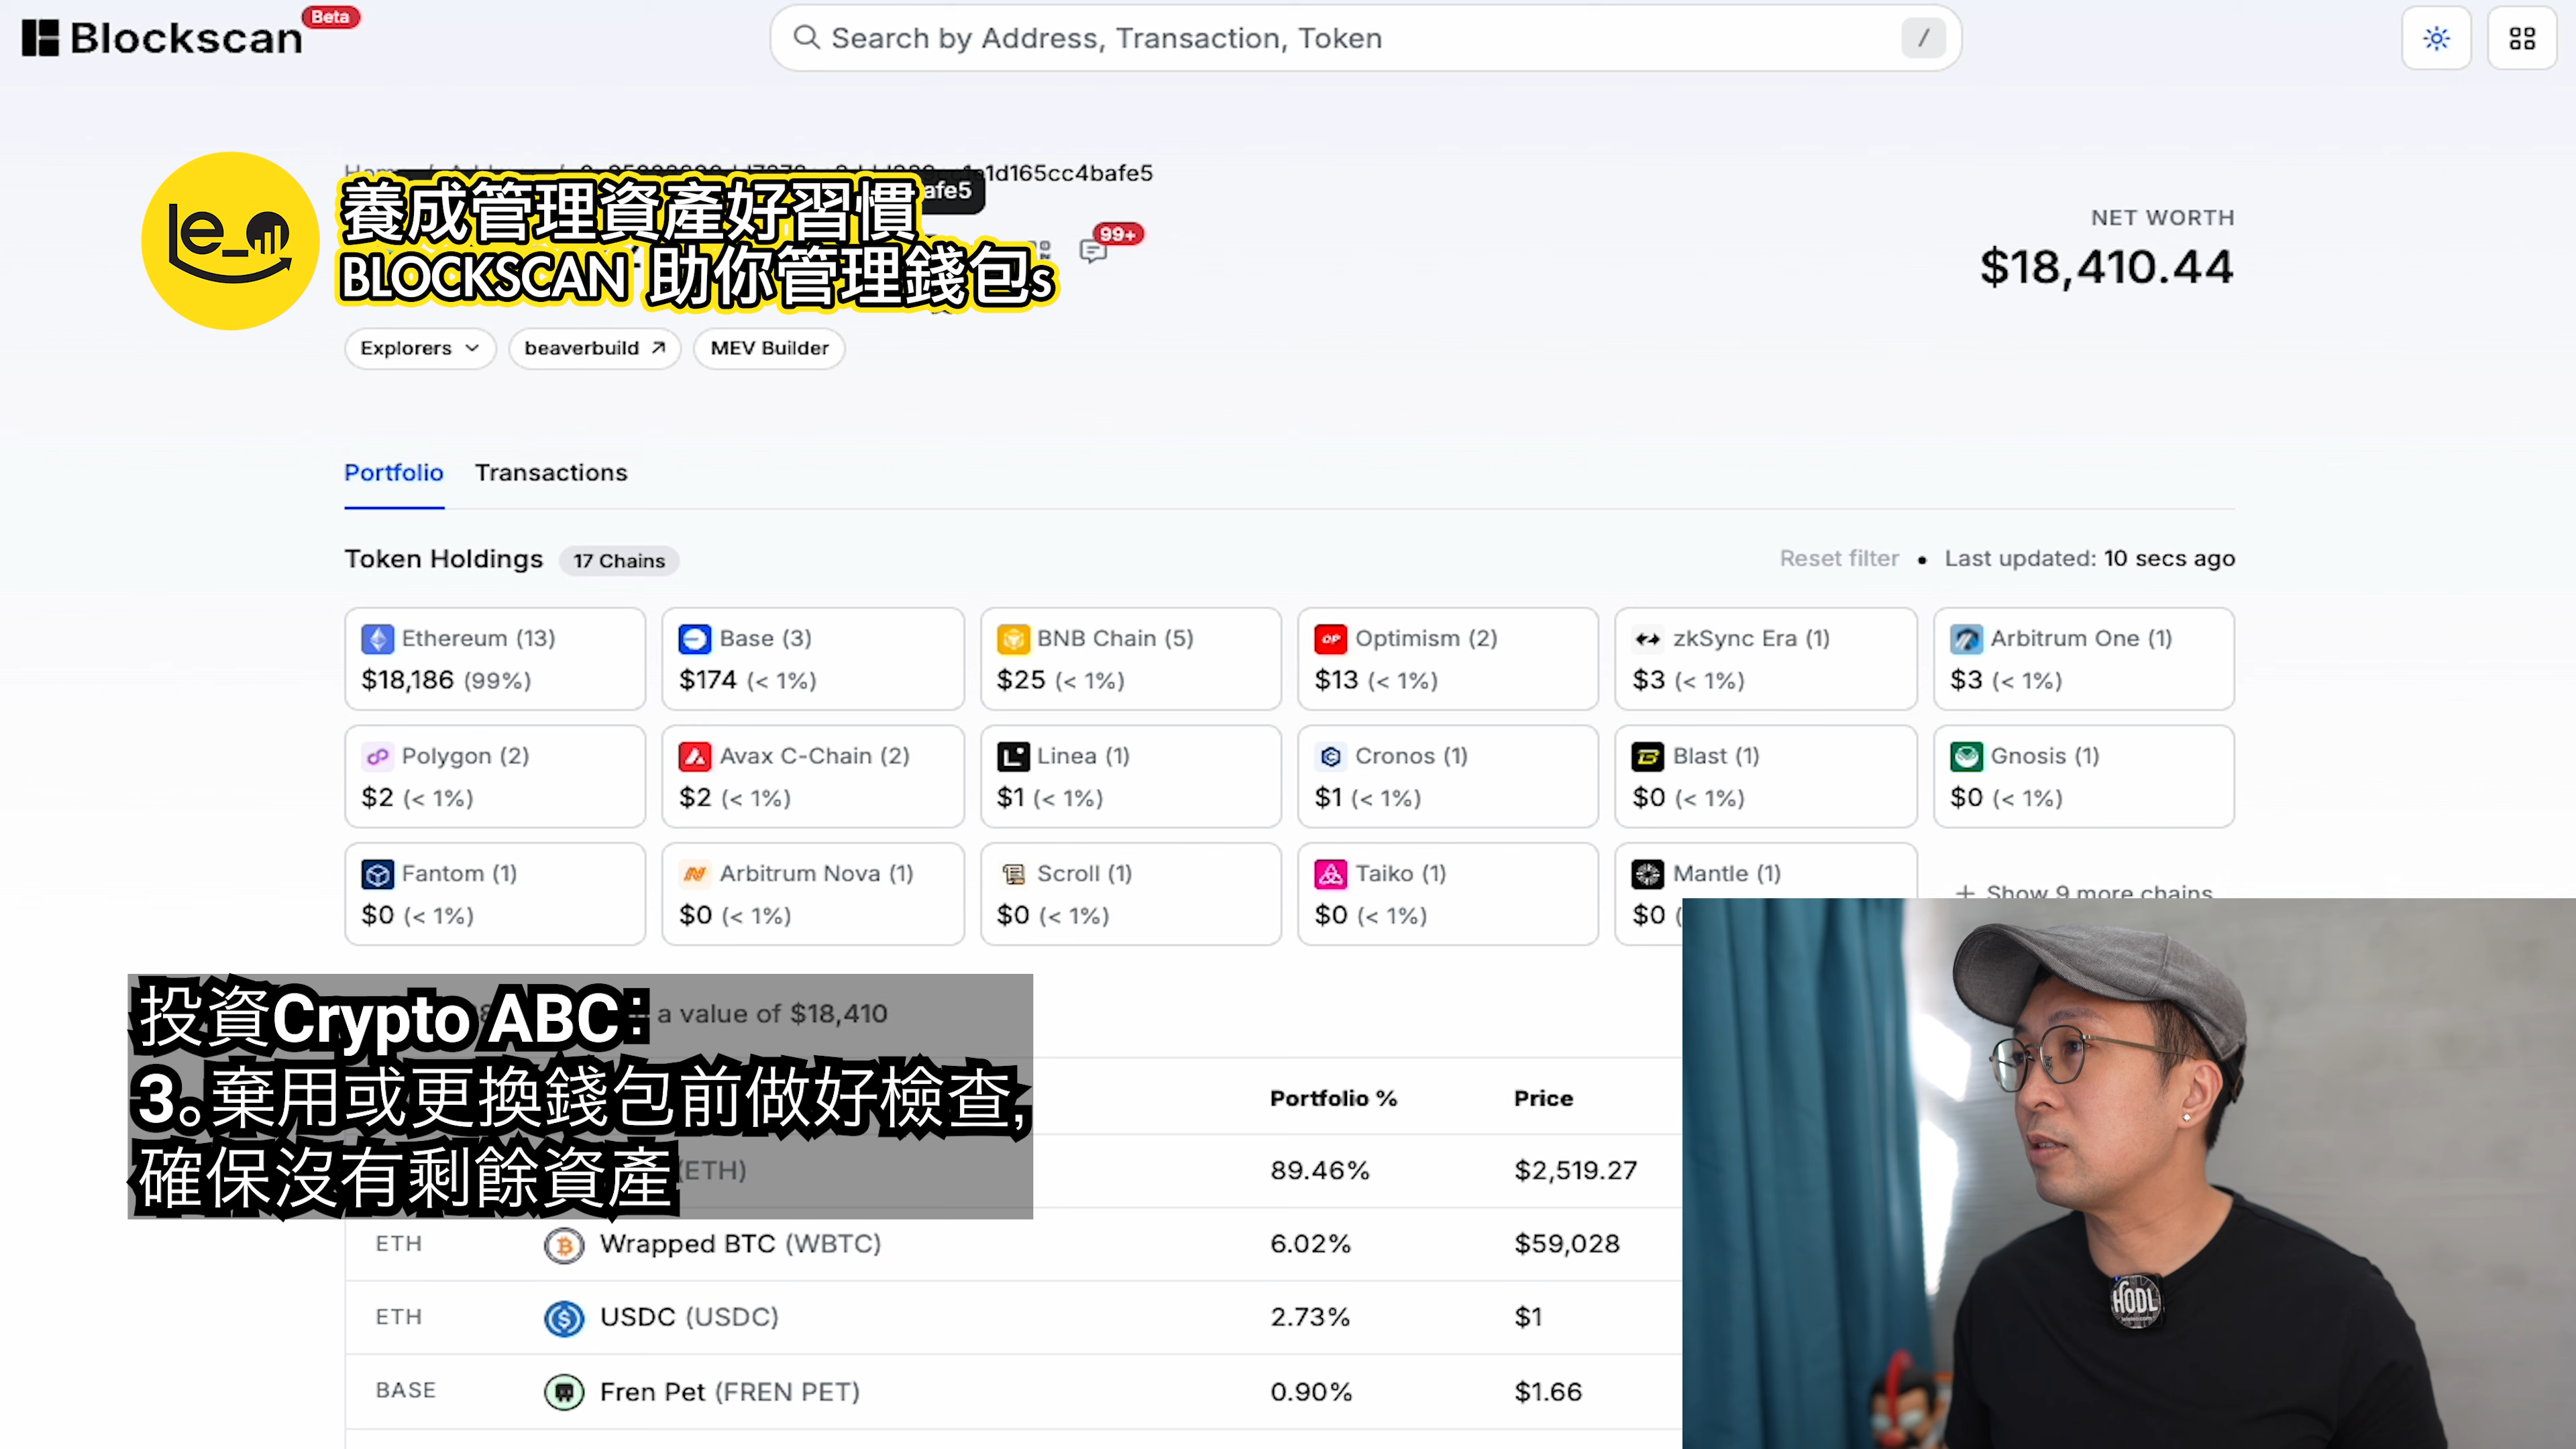 Blockscan
Beta
Search by Address, Transaction, Token
/
1d165cc4bafe5
afe5
le_
養成管理資產好習慣
BLOCKSCAN 助你管理錢包s
99+
NET WORTH
$18,410.44
Explorers
beaverbuild
MEV Builder
Portfolio
Transactions
Token Holdings
17 Chains
Reset filter • Last updated: 10 secs ago
Ethereum (13)
$18,186 (99%)
Base (3)
$174 (< 1%)
BNB Chain (5)
$25 (< 1%)
Optimism (2)
$13 (< 1%)
zkSync Era (1)
$3 (< 1%)
Arbitrum One (1)
$3 (< 1%)
Polygon (2)
$2 (< 1%)
Avax C-Chain (2)
$2 (< 1%)
Linea (1)
$1 (< 1%)
Cronos (1)
$1 (< 1%)
Blast (1)
$0 (< 1%)
Gnosis (1)
$0 (< 1%)
Fantom (1)
$0 (< 1%)
Arbitrum Nova (1)
$0 (< 1%)
Scroll (1)
$0 (< 1%)
Taiko (1)
$0 (< 1%)
Mantle (1)
$0
+ Show 9 more chains
a value of $18,410
投資Crypto ABC：
3。棄用或更換錢包前做好檢查,
確保沒有剩餘資產
Portfolio %
Price
(ETH)
89.46%
$2,519.27
ETH
Wrapped BTC (WBTC)
6.02%
$59,028
ETH
USDC (USDC)
2.73%
$1
BASE
Fren Pet (FREN PET)
0.90%
$1.66
HODL